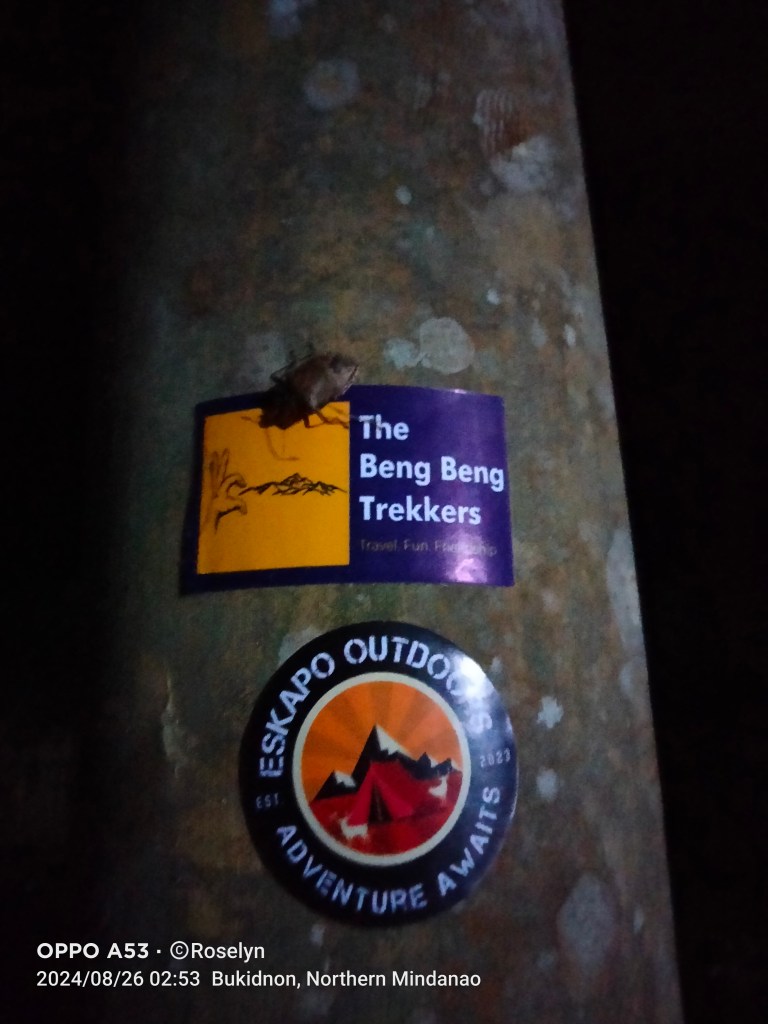 The
Beng Beng
Trekkers
Travel. Fun. Friendship
ESKAPO OUTDOORS
EST. 2023
ADVENTURE AWAITS
OPPO A53 · ©Roselyn
2024/08/26 02:53 Bukidnon, Northern Mindanao